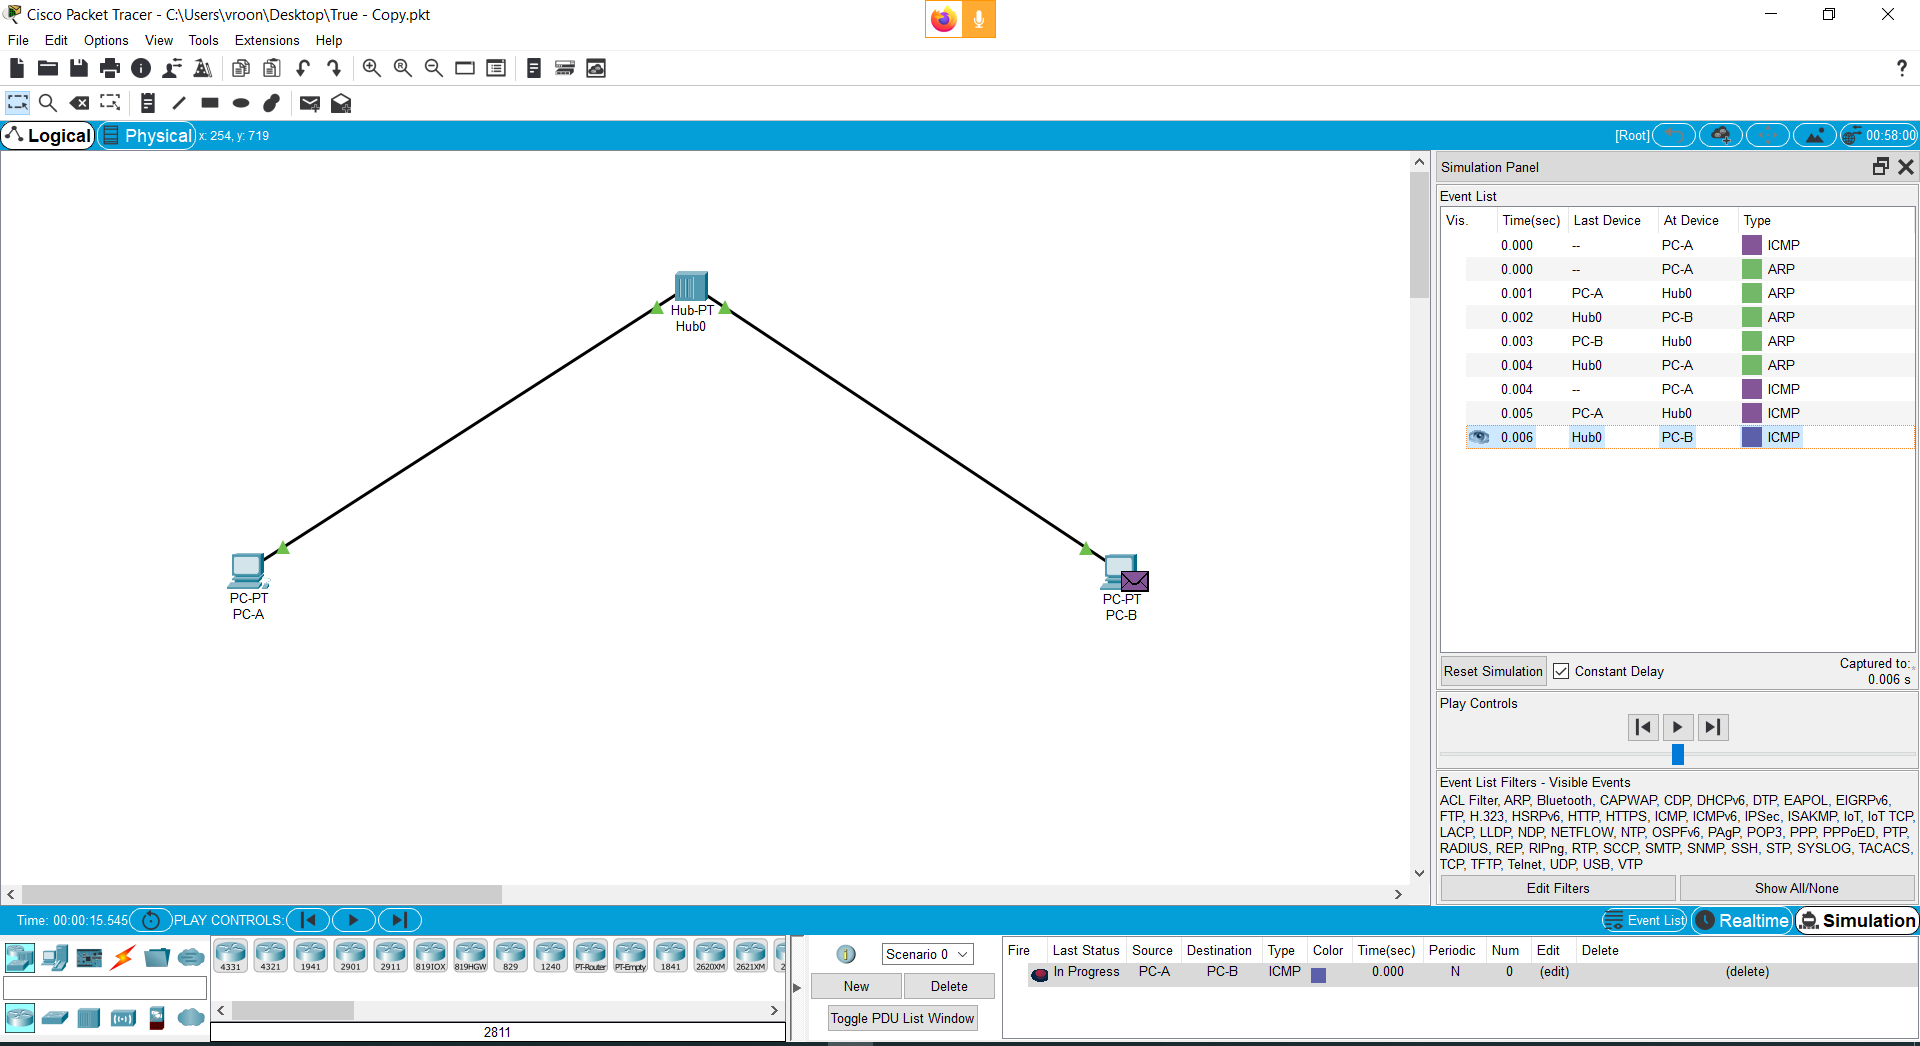 Cisco Packet Tracer - C:\Users\vroon\Desktop\True - Copy.pkt
File Edit Options View Tools Extensions Help
Logical Physical x: 254, y: 719 [Root] 00:58:00
Simulation Panel
Event List
Vis. Time(sec) Last Device At Device Type
0.000 -- PC-A ICMP
0.000 -- PC-A ARP
0.001 PC-A Hub0 ARP
0.002 Hub0 PC-B ARP
0.003 PC-B Hub0 ARP
0.004 Hub0 PC-A ARP
0.004 -- PC-A ICMP
0.005 PC-A Hub0 ICMP
0.006 Hub0 PC-B ICMP
Hub-PT
Hub0
PC-PT
PC-A
PC-PT
PC-B
Reset Simulation Constant Delay Captured to:
0.006 s
Play Controls
Event List Filters - Visible Events
ACL Filter, ARP, Bluetooth, CAPWAP, CDP, DHCPv6, DTP, EAPOL, EIGRPv6,
FTP, H.323, HSRPv6, HTTP, HTTPS, ICMP, ICMPv6, IPSec, ISAKMP, IoT, IoT TCP,
LACP, LLDP, NDP, NETFLOW, NTP, OSPFv6, PAgP, POP3, PPP, PPPoED, PTP,
RADIUS, REP, RIPng, RTP, SCCP, SMTP, SNMP, SSH, STP, SYSLOG, TACACS,
TCP, TFTP, Telnet, UDP, USB, VTP
Edit Filters Show All/None
Time: 00:00:15.545 PLAY CONTROLS: Event List Realtime Simulation
4331 4321 1941 2901 2911 819IOX 819HGW 829 1240 PT-Router PT-Empty 1841 2620XM 2621XM 2
2811
Scenario 0
New Delete
Toggle PDU List Window
Fire Last Status Source Destination Type Color Time(sec) Periodic Num Edit Delete
In Progress PC-A PC-B ICMP 0.000 N 0 (edit) (delete)